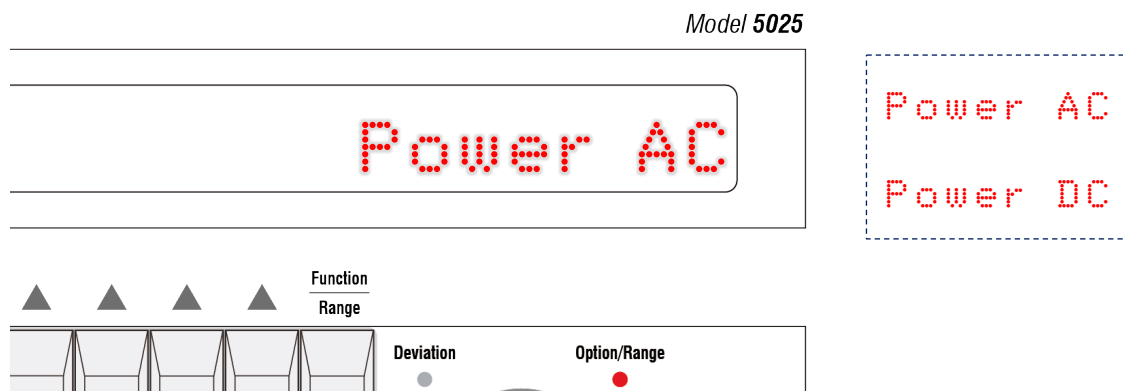 Model 5025
Power AC
Power AC
Power DC
Function
Range
Deviation
Option/Range